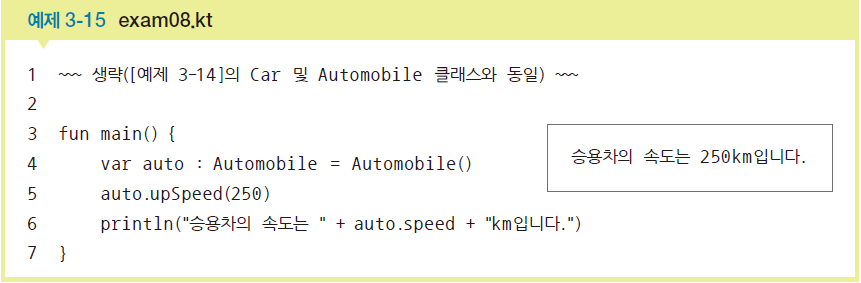 예제 3-15 exam08.kt
1 ~~~ 생략([예제 3-14]의 Car 및 Automobile 클래스와 동일) ~~~
2
3 fun main() {
4     var auto : Automobile = Automobile()
5     auto.upSpeed(250)
6     println("승용차의 속도는 " + auto.speed + "km입니다.")
7 }
승용차의 속도는 250km입니다.